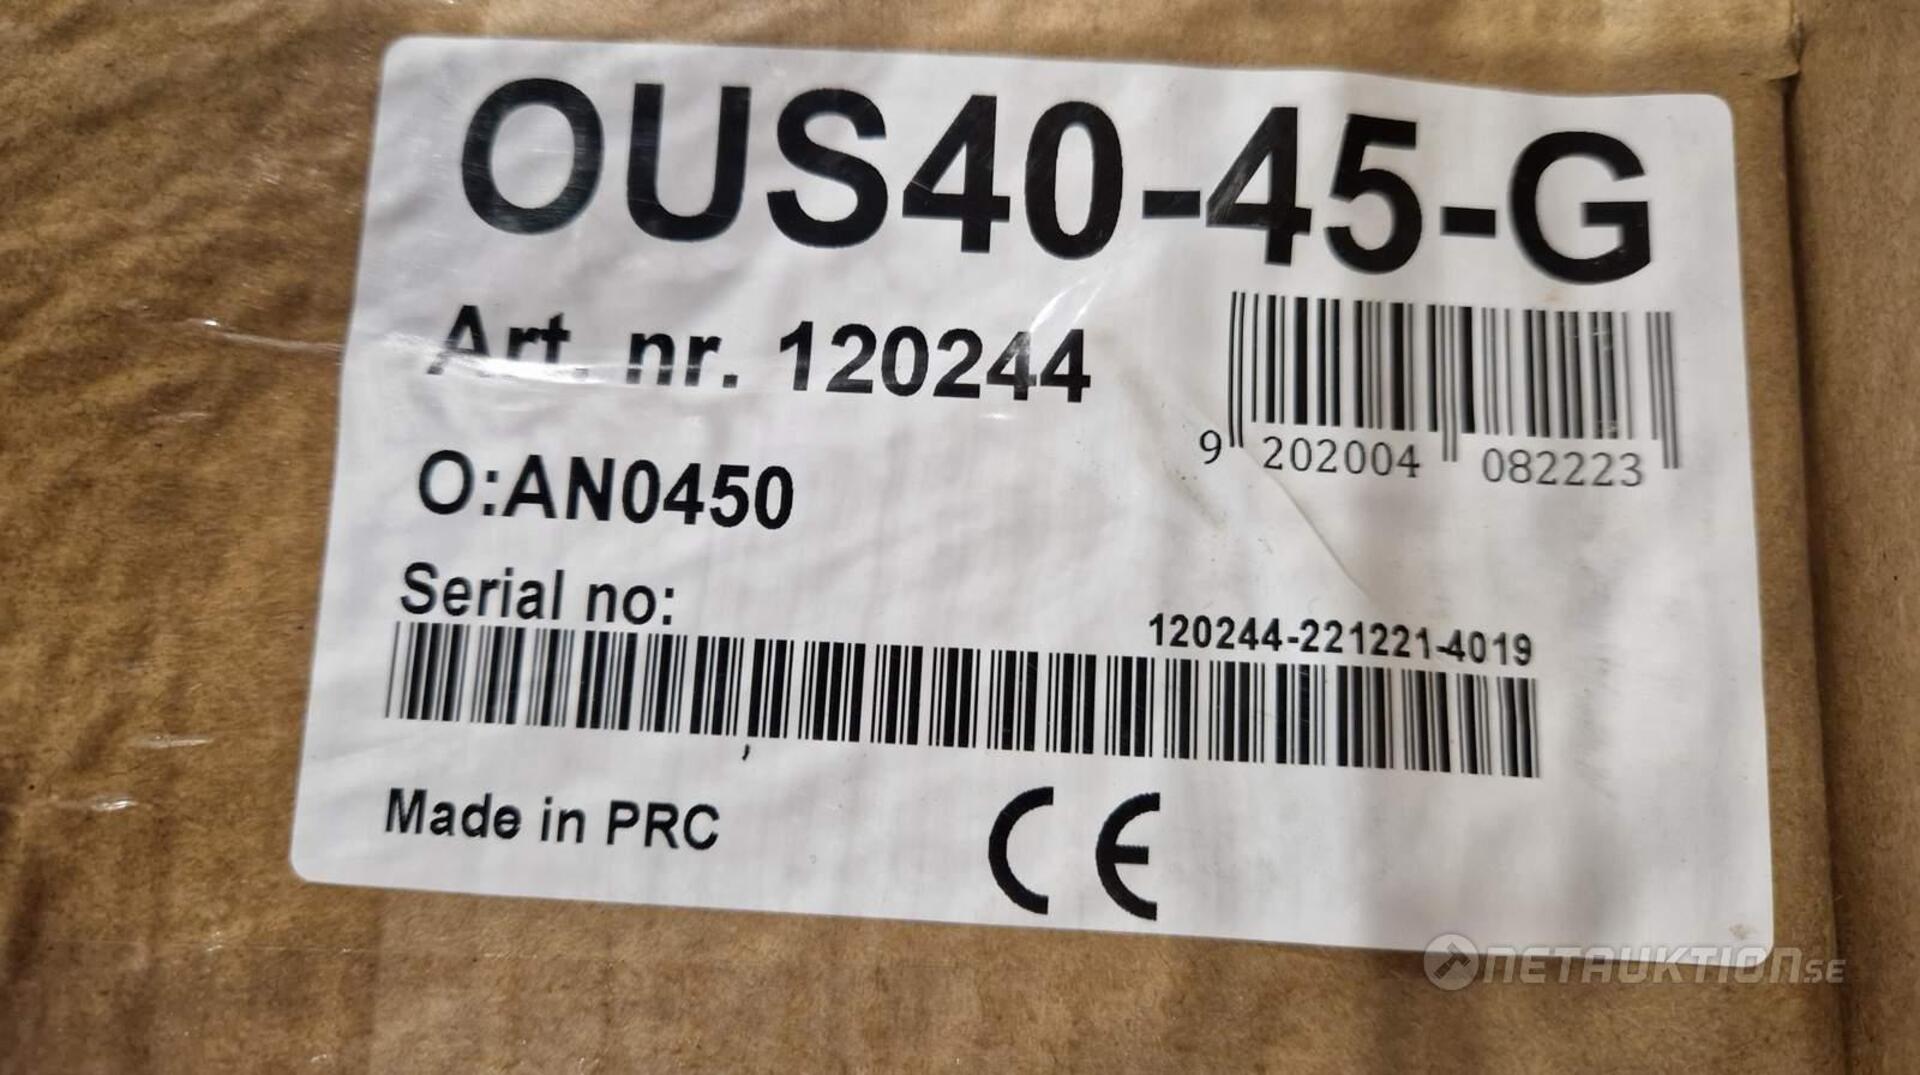 OUS40-45-G
Art. nr. 120244
9 202004 082223
O:AN0450
Serial no:
120244-221221-4019
Made in PRC
CE
NETAUKTION.SE